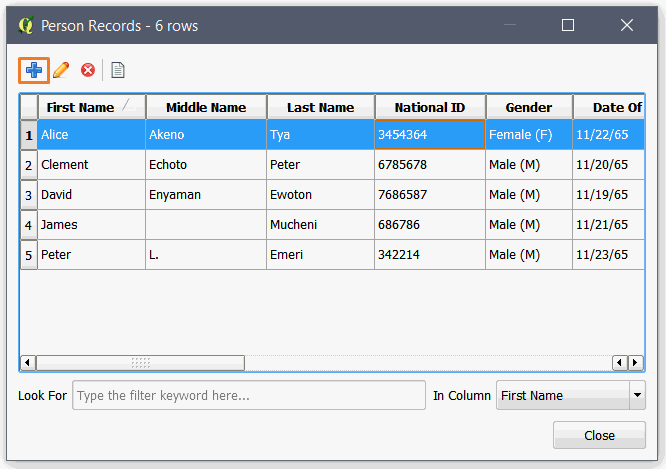 Person Records - 6 rows
First Name Middle Name Last Name National ID Gender Date Of
1 Alice Akeno Tya 3454364 Female (F) 11/22/65
2 Clement Echoto Peter 6785678 Male (M) 11/20/65
3 David Enyaman Ewoton 7686587 Male (M) 11/19/65
4 James Mucheni 686786 Male (M) 11/21/65
5 Peter L. Emeri 342214 Male (M) 11/23/65
Look For Type the filter keyword here... In Column First Name
Close